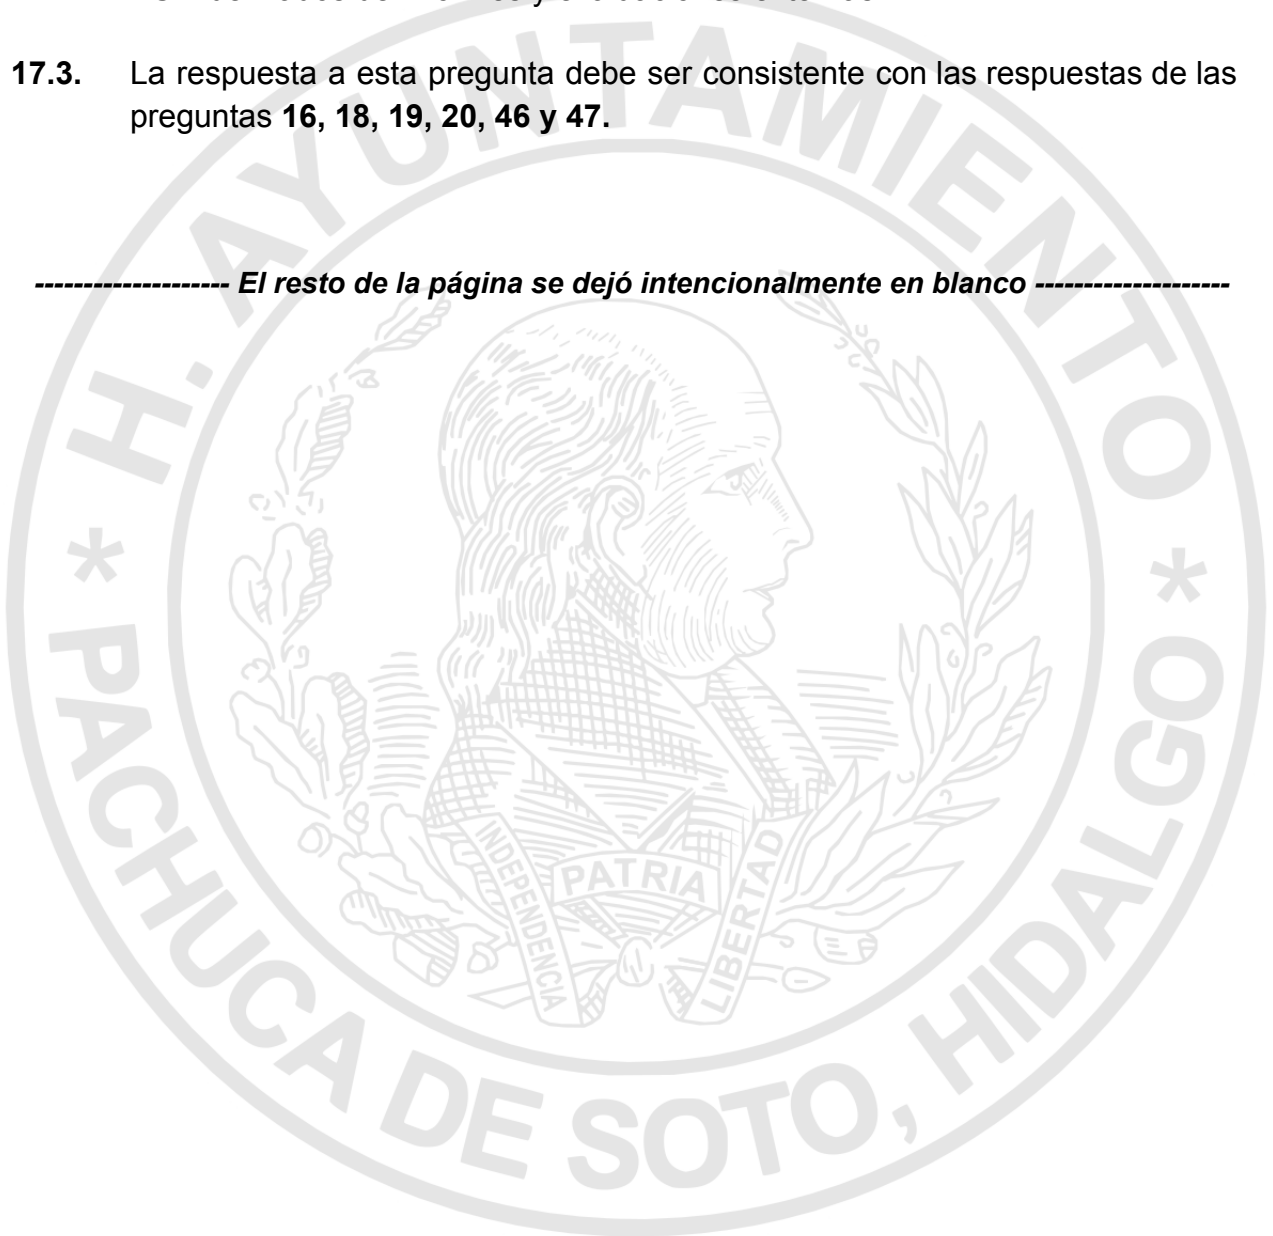 17.3. La respuesta a esta pregunta debe ser consistente con las respuestas de las
preguntas 16, 18, 19, 20, 46 y 47.
-------------------- El resto de la página se dejó intencionalmente en blanco --------------------
H. AYUNTAMIENTO
* PACHUCA DE SOTO, HIDALGO *
INDEPENDENCIA
PATRIA
LIBERTAD